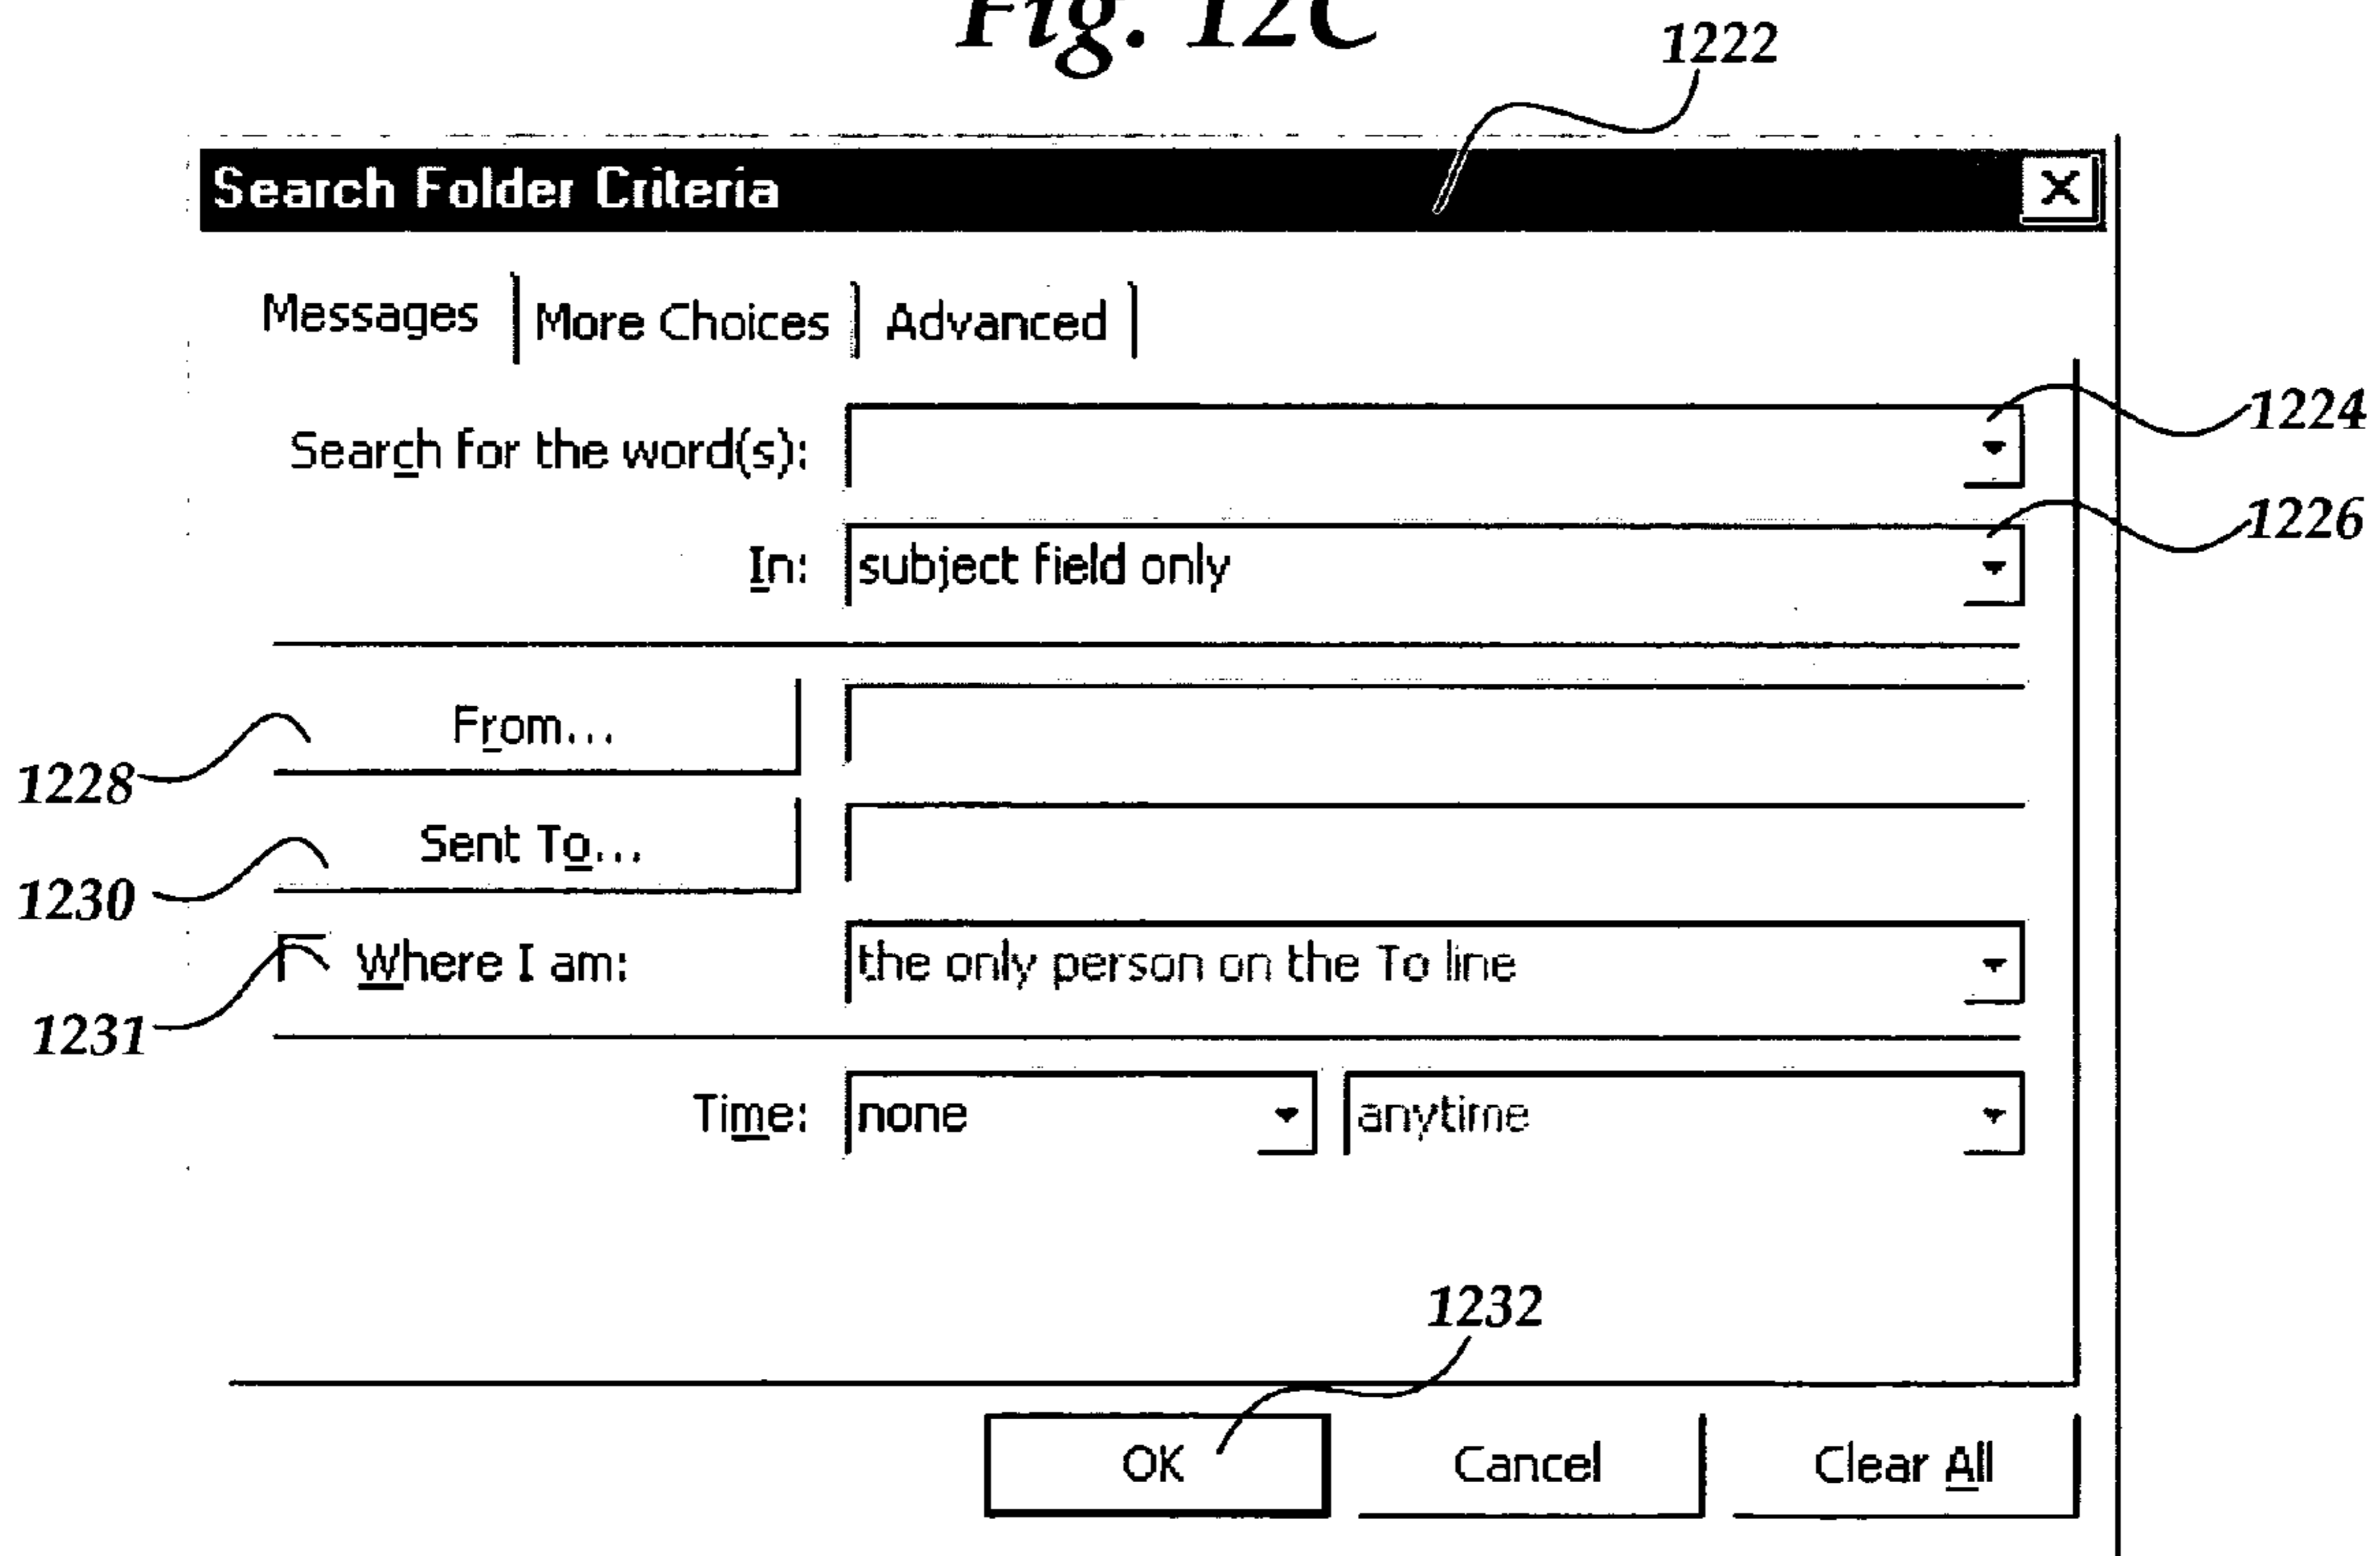 Fig. 12C
1222
Search Folder Criteria X
Messages More Choices Advanced
Search for the word(s): 1224
In: subject field only 1226
From...
1228
Sent To...
1230
Where I am: the only person on the To line
1231
Time: none anytime
1232
OK Cancel Clear All